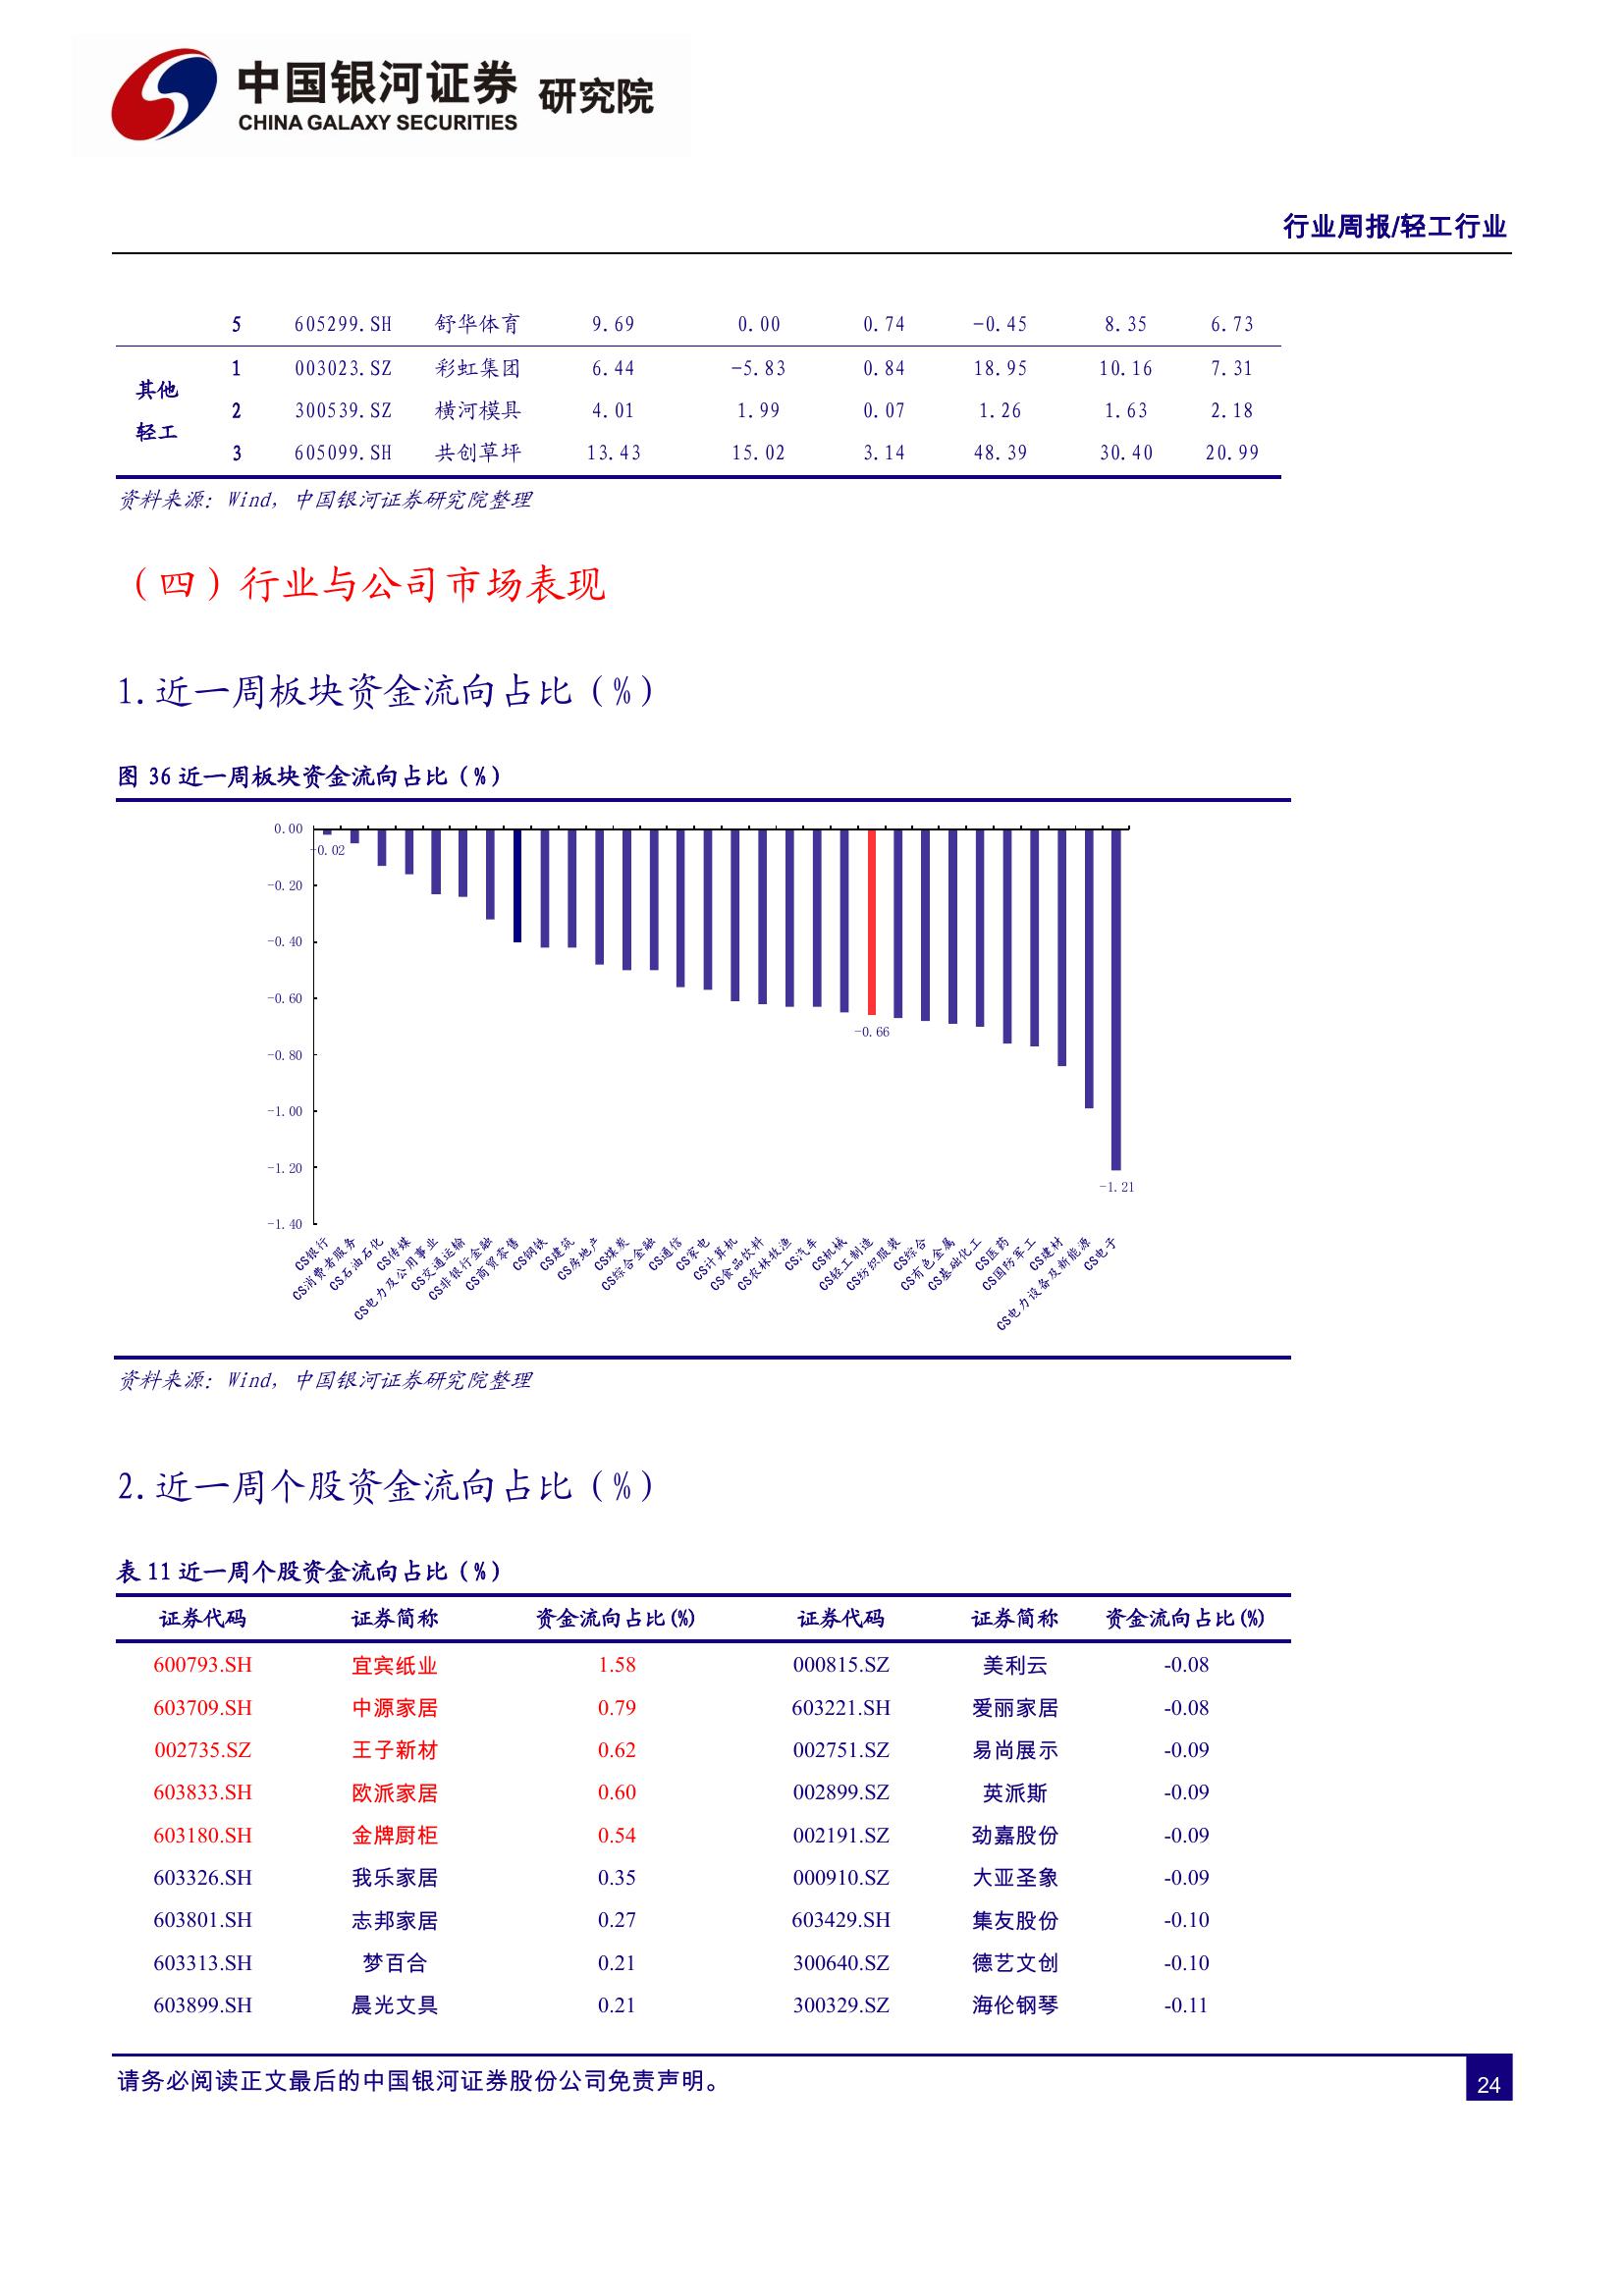 中国银河证券 研究院
CHINA GALAXY SECURITIES
行业周报/轻工行业
5 605299.SH 舒华体育 9.69 0.00 0.74 -0.45 8.35 6.73
其他
轻工
1 003023.SZ 彩虹集团 6.44 -5.83 0.84 18.95 10.16 7.31
2 300539.SZ 横河模具 4.01 1.99 0.07 1.26 1.63 2.18
3 605099.SH 共创草坪 13.43 15.02 3.14 48.39 30.40 20.99
资料来源：Wind，中国银河证券研究院整理
（四）行业与公司市场表现
1.近一周板块资金流向占比（%）
图 36 近一周板块资金流向占比（%）
0.00
-0.02
-0.20
-0.40
-0.60
-0.66
-0.80
-1.00
-1.20
-1.21
-1.40
CS银行
CS消费者服务
CS石油石化
CS传媒
CS电力及公用事业
CS交通运输
CS非银行金融
CS商贸零售
CS钢铁
CS建筑
CS房地产
CS煤炭
CS综合金融
CS通信
CS家电
CS计算机
CS食品饮料
CS农林牧渔
CS汽车
CS机械
CS轻工制造
CS纺织服装
CS综合
CS有色金属
CS基础化工
CS医药
CS国防军工
CS建材
CS电力设备及新能源
CS电子
资料来源：Wind，中国银河证券研究院整理
2.近一周个股资金流向占比（%）
表 11 近一周个股资金流向占比（%）
证券代码 证券简称 资金流向占比(%) 证券代码 证券简称 资金流向占比(%)
600793.SH 宜宾纸业 1.58 000815.SZ 美利云 -0.08
603709.SH 中源家居 0.79 603221.SH 爱丽家居 -0.08
002735.SZ 王子新材 0.62 002751.SZ 易尚展示 -0.09
603833.SH 欧派家居 0.60 002899.SZ 英派斯 -0.09
603180.SH 金牌厨柜 0.54 002191.SZ 劲嘉股份 -0.09
603326.SH 我乐家居 0.35 000910.SZ 大亚圣象 -0.09
603801.SH 志邦家居 0.27 603429.SH 集友股份 -0.10
603313.SH 梦百合 0.21 300640.SZ 德艺文创 -0.10
603899.SH 晨光文具 0.21 300329.SZ 海伦钢琴 -0.11
请务必阅读正文最后的中国银河证券股份公司免责声明。
24